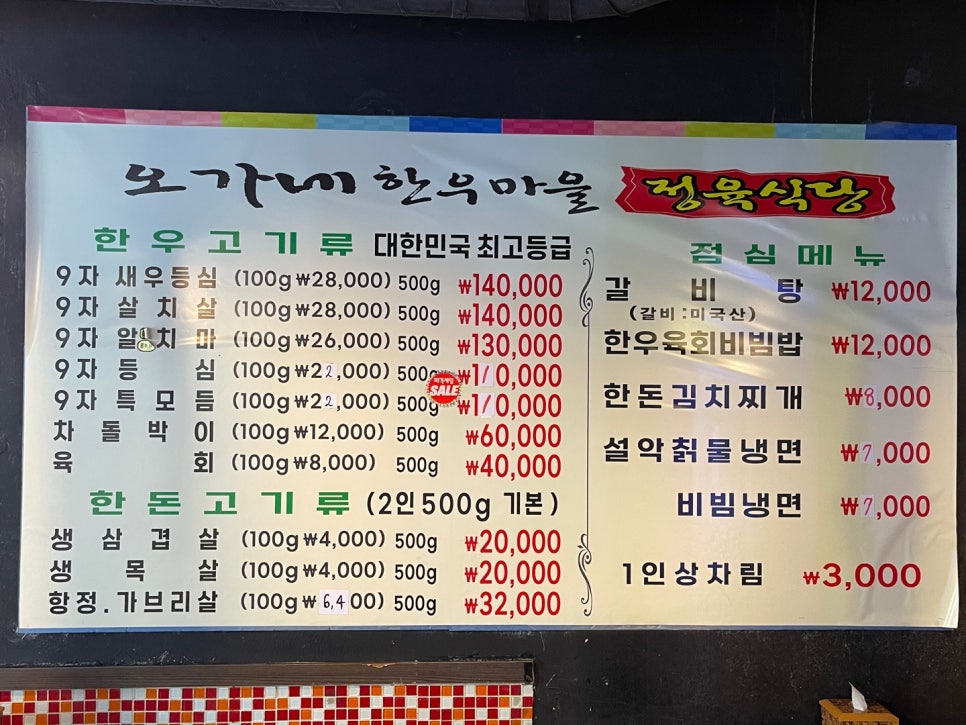 오가네 한우마을 정육식당
한우고기류 대한민국 최고등급
9자 새우등심 (100g ₩28,000) 500g ₩140,000
9자 살치살 (100g ₩28,000) 500g ₩140,000
9자 알치마 (100g ₩26,000) 500g ₩130,000
9자 등심 (100g ₩22,000) 500g ₩110,000
SALE
9자 특모듬 (100g ₩22,000) 500g ₩110,000
차돌박이 (100g ₩12,000) 500g ₩60,000
육회 (100g ₩8,000) 500g ₩40,000
한돈고기류 (2인 500g 기본)
생삼겹살 (100g ₩4,000) 500g ₩20,000
생목살 (100g ₩4,000) 500g ₩20,000
항정.가브리살 (100g ₩6,400) 500g ₩32,000
점심메뉴
갈비탕 ₩12,000
(갈비:미국산)
한우육회비빔밥 ₩12,000
한돈김치찌개 ₩8,000
설악칡물냉면 ₩7,000
비빔냉면 ₩7,000
1인상차림 ₩3,000